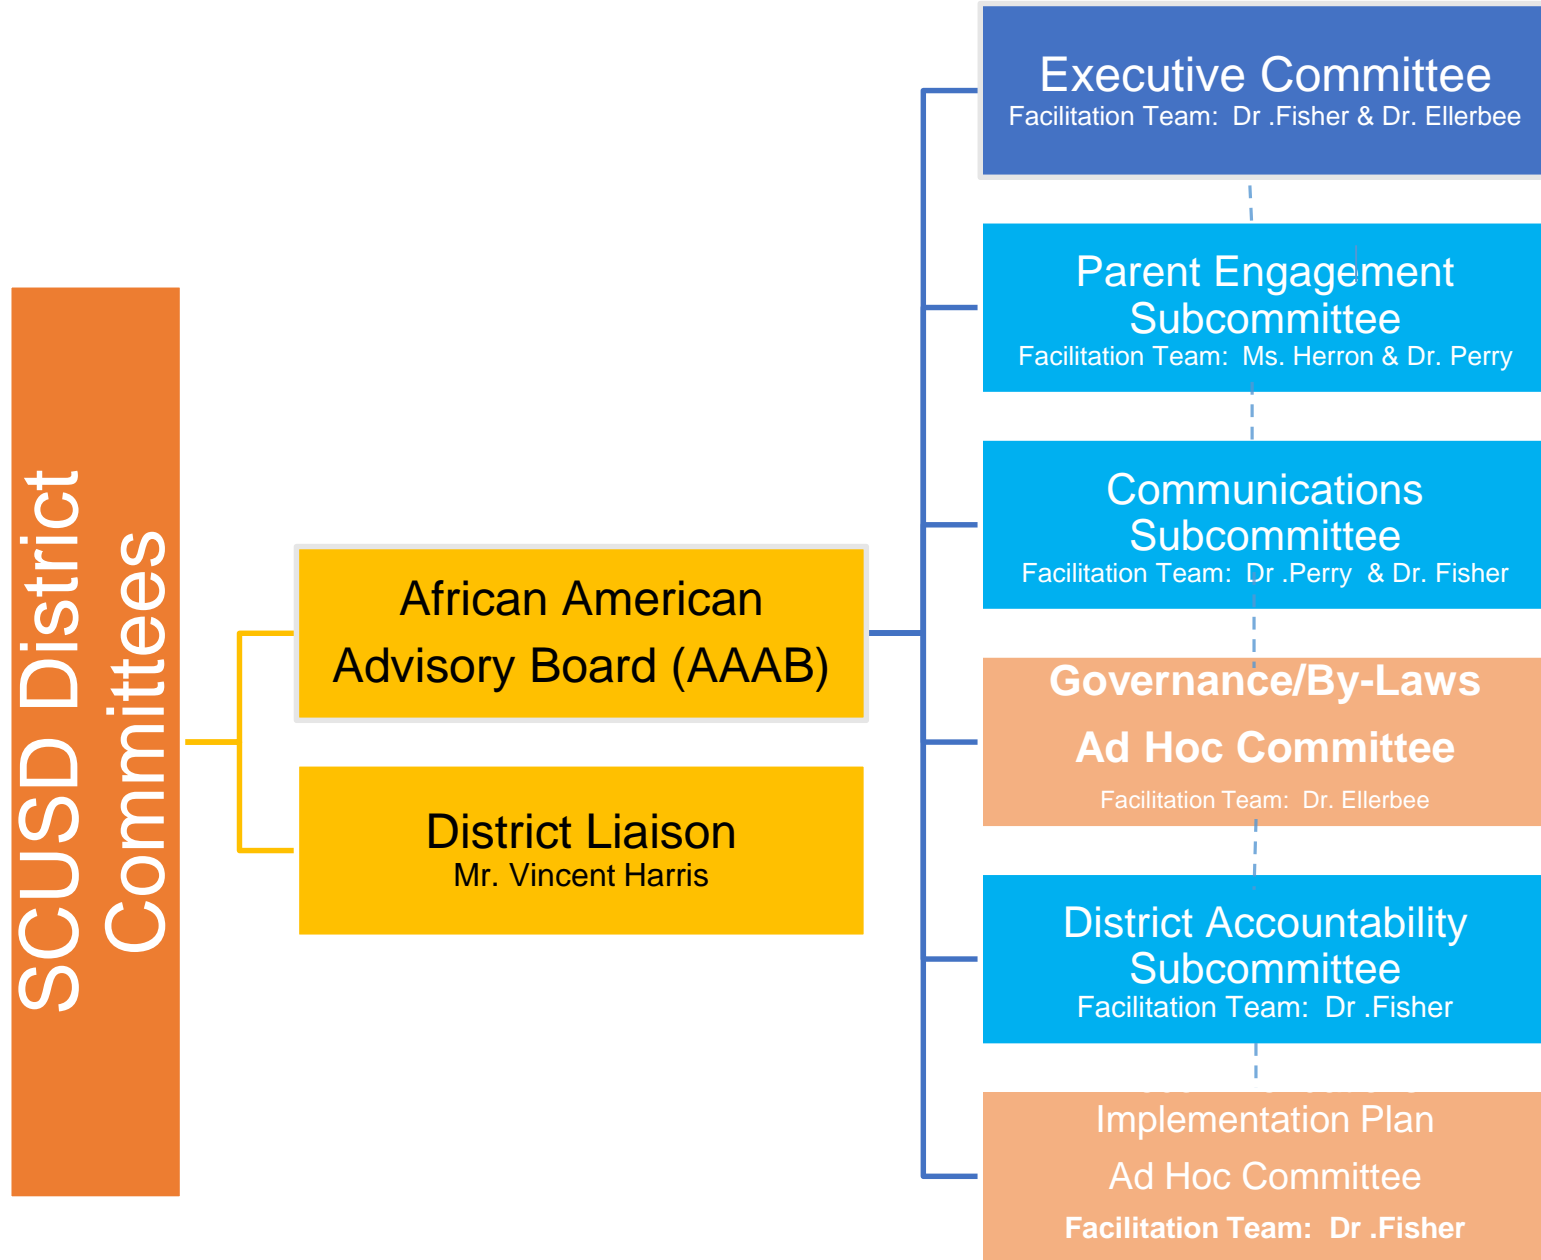 SCUSD District
Committees
African American
Advisory Board (AAAB)
District Liaison
Mr. Vincent Harris
Executive Committee
Facilitation Team:  Dr .Fisher & Dr. Ellerbee
Parent Engagement
Subcommittee
Facilitation Team:  Ms. Herron & Dr. Perry
Communications
Subcommittee
Facilitation Team:  Dr .Perry  & Dr. Fisher
Governance/By-Laws
Ad Hoc Committee
Facilitation Team:  Dr. Ellerbee
District Accountability
Subcommittee
Facilitation Team:  Dr .Fisher
Implementation Plan
Ad Hoc Committee
Facilitation Team:  Dr .Fisher